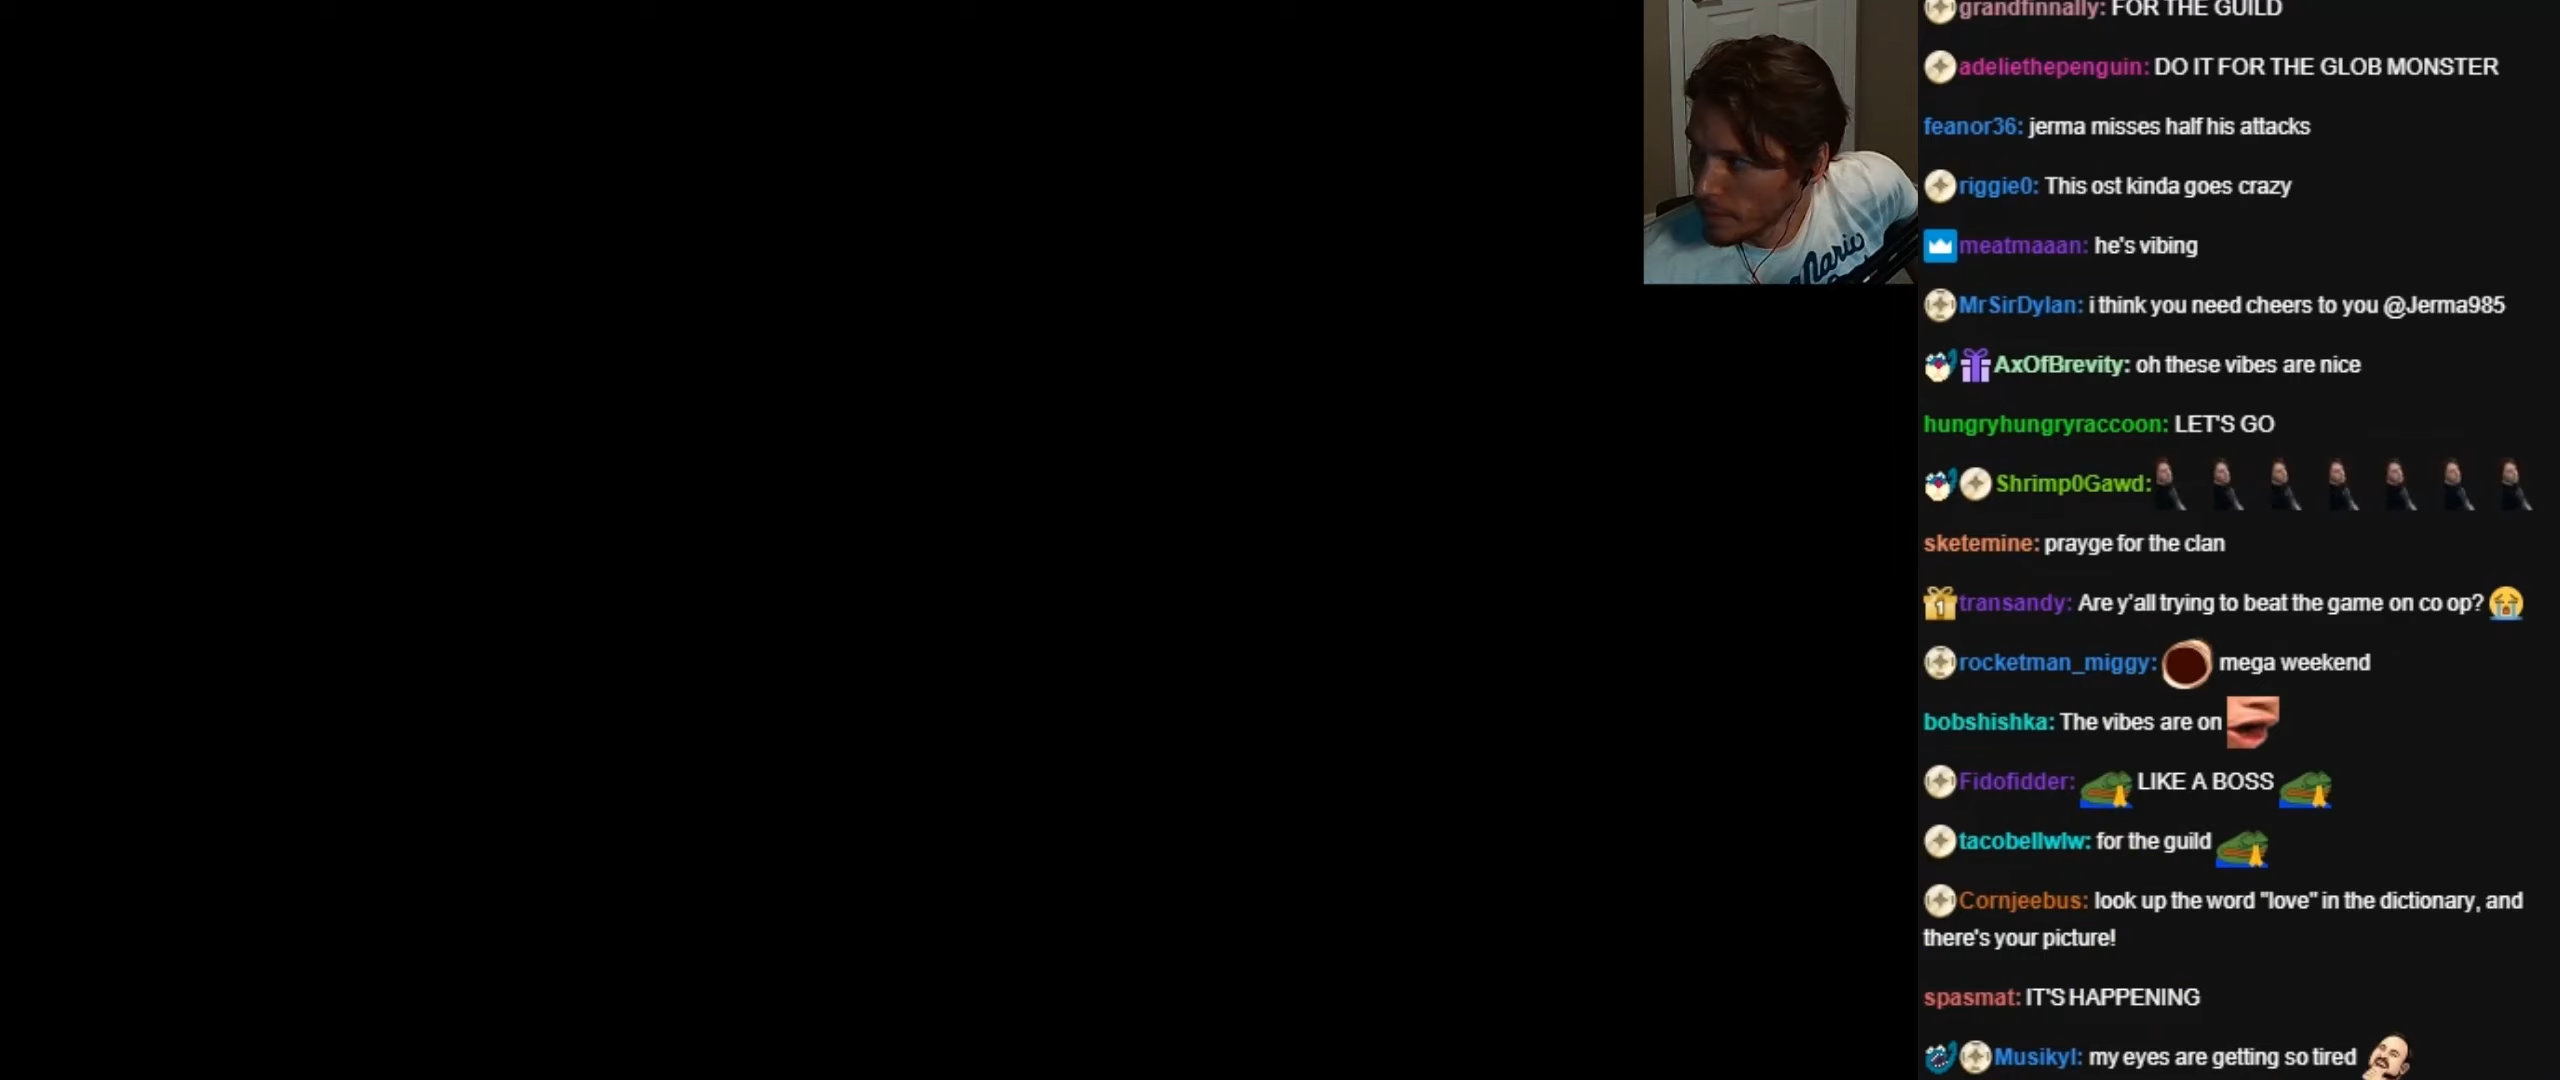 grandfinnally: FOR THE GUILD
adeliethepenguin: DO IT FOR THE GLOB MONSTER
feanor36: jerma misses half his attacks
riggie0: This ost kinda goes crazy
meatmaaan: he's vibing
MrSirDylan: i think you need cheers to you @Jerma985
AxOfBrevity: oh these vibes are nice
hungryhungryraccoon: LET'S GO
Shrimp0Gawd:
sketemine: prayge for the clan
transandy: Are y'all trying to beat the game on co op? 😭
rocketman_miggy: mega weekend
bobshishka: The vibes are on
Fidofidder: LIKE A BOSS
tacobellwlw: for the guild
Cornjeebus: look up the word "love" in the dictionary, and
there's your picture!
spasmat: IT'S HAPPENING
Musikyl: my eyes are getting so tired
Mario